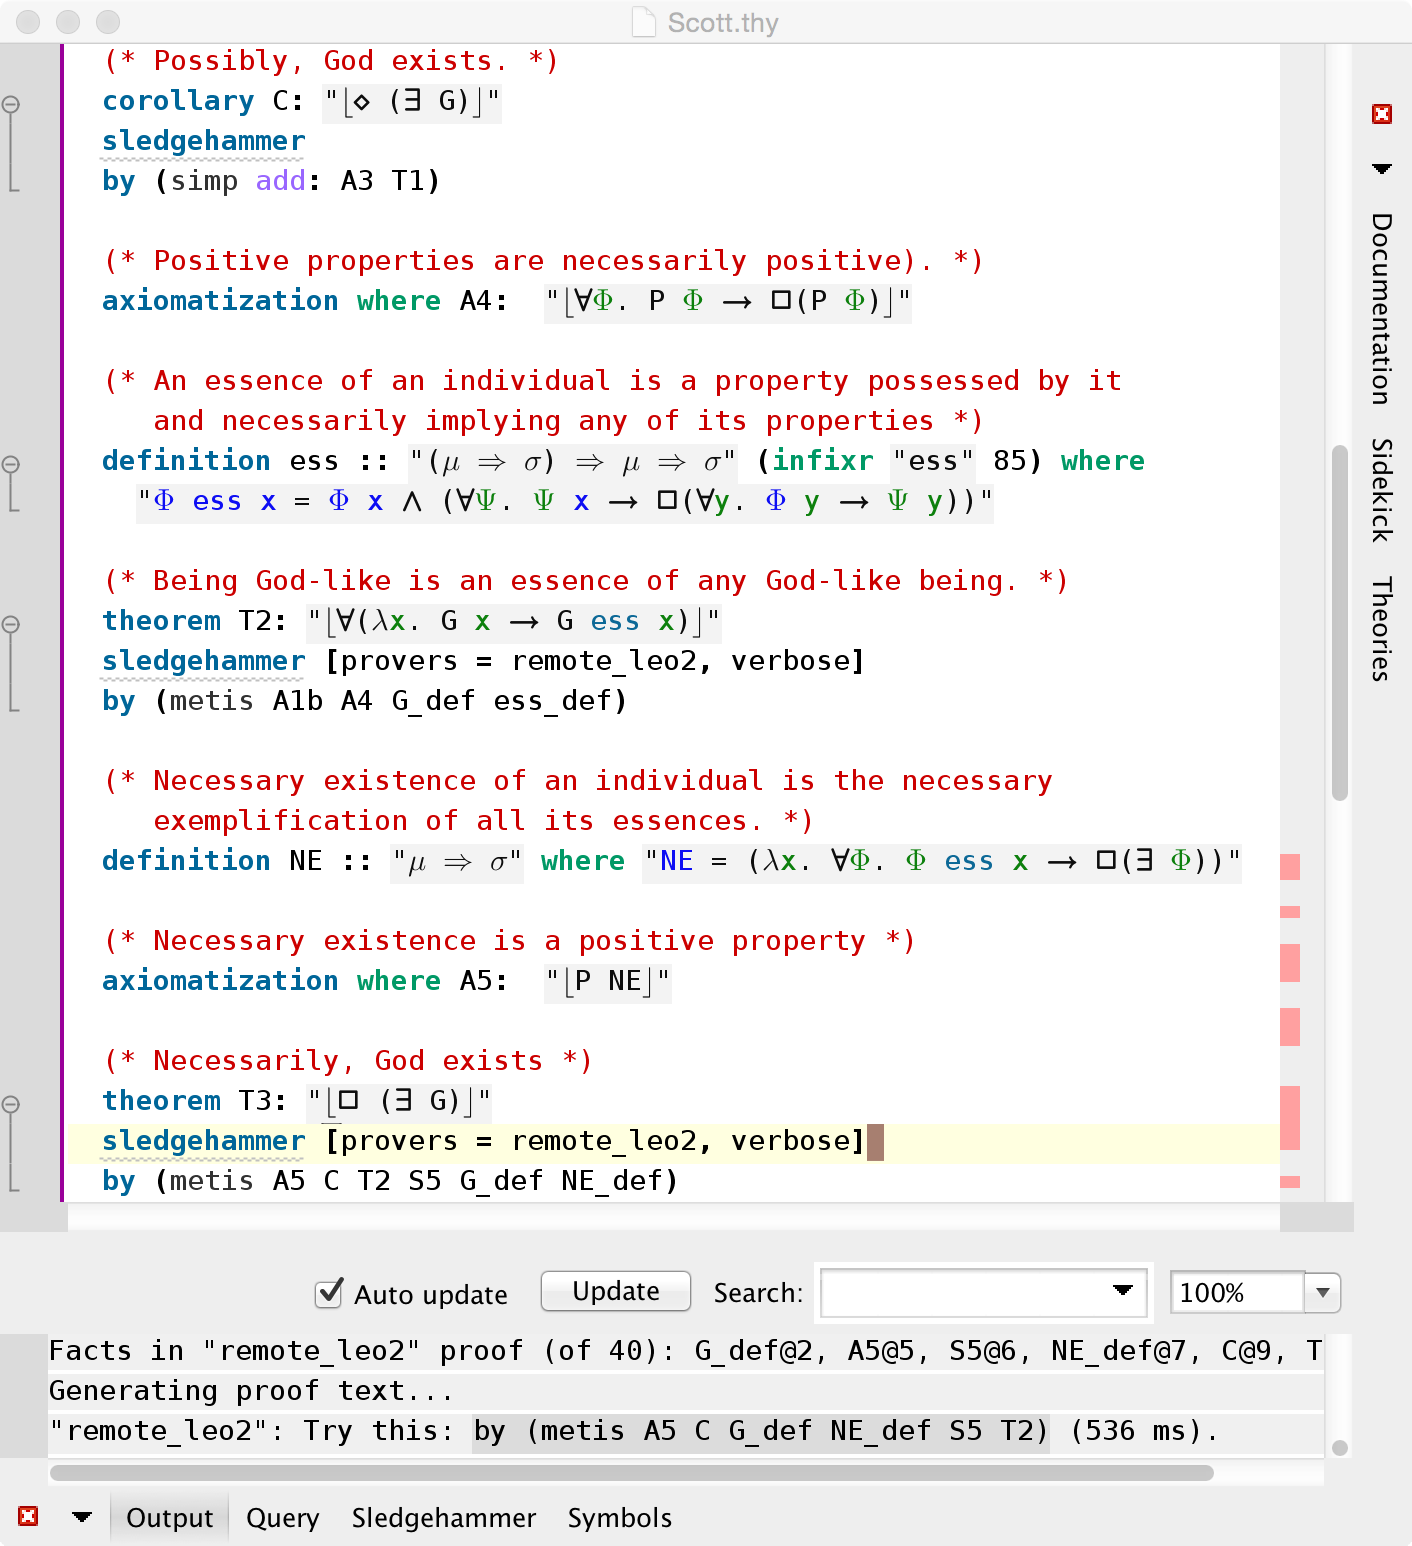 Scott.thy
(* Possibly, God exists. *)
corollary C: "⌊◇ (∃ G)⌋"
sledgehammer
by (simp add: A3 T1)
(* Positive properties are necessarily positive). *)
axiomatization where A4: "⌊∀Φ. P Φ → □(P Φ)⌋"
(* An essence of an individual is a property possessed by it
and necessarily implying any of its properties *)
definition ess :: "(μ ⇒ σ) ⇒ μ ⇒ σ" (infixr "ess" 85) where
"Φ ess x = Φ x ∧ (∀Ψ. Ψ x → □(∀y. Φ y → Ψ y))"
(* Being God-like is an essence of any God-like being. *)
theorem T2: "⌊∀(λx. G x → G ess x)⌋"
sledgehammer [provers = remote_leo2, verbose]
by (metis A1b A4 G_def ess_def)
(* Necessary existence of an individual is the necessary
exemplification of all its essences. *)
definition NE :: "μ ⇒ σ" where "NE = (λx. ∀Φ. Φ ess x → □(∃ Φ))"
(* Necessary existence is a positive property *)
axiomatization where A5: "⌊P NE⌋"
(* Necessarily, God exists *)
theorem T3: "⌊□ (∃ G)⌋"
sledgehammer [provers = remote_leo2, verbose]
by (metis A5 C T2 S5 G_def NE_def)
Documentation
Sidekick
Theories
Auto update Update Search: 100%
Facts in "remote_leo2" proof (of 40): G_def@2, A5@5, S5@6, NE_def@7, C@9, T
Generating proof text...
"remote_leo2": Try this: by (metis A5 C G_def NE_def S5 T2) (536 ms).
Output Query Sledgehammer Symbols